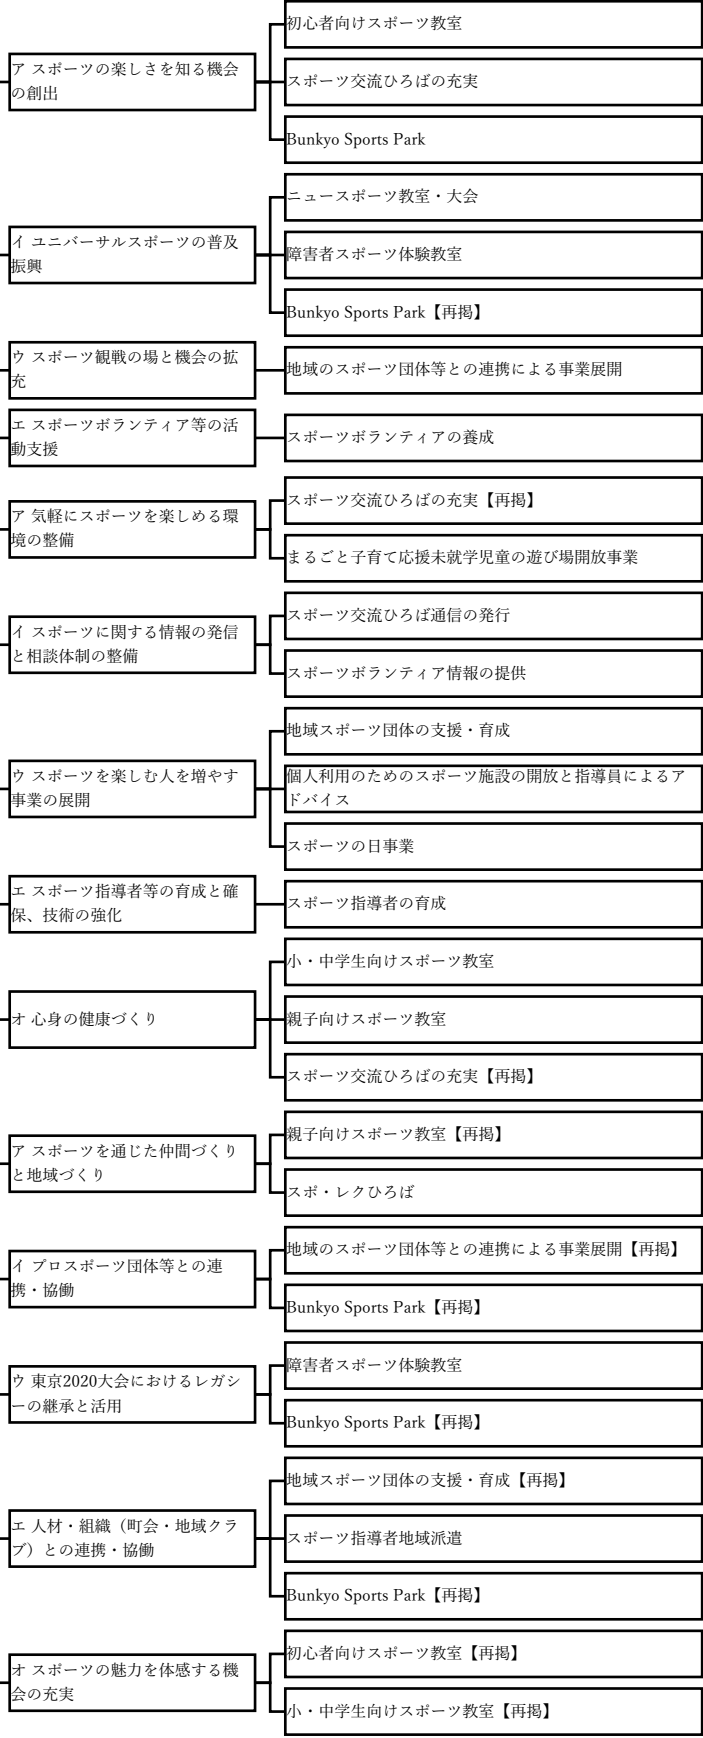 ア スポーツの楽しさを知る機会
の創出
初心者向けスポーツ教室
スポーツ交流ひろばの充実
Bunkyo Sports Park
イ ユニバーサルスポーツの普及
振興
ニュースポーツ教室・大会
障害者スポーツ体験教室
Bunkyo Sports Park【再掲】
ウ スポーツ観戦の場と機会の拡
充
地域のスポーツ団体等との連携による事業展開
エ スポーツボランティア等の活
動支援
スポーツボランティアの養成
ア 気軽にスポーツを楽しめる環
境の整備
スポーツ交流ひろばの充実【再掲】
まるごと子育て応援未就学児童の遊び場開放事業
イ スポーツに関する情報の発信
と相談体制の整備
スポーツ交流ひろば通信の発行
スポーツボランティア情報の提供
ウ スポーツを楽しむ人を増やす
事業の展開
地域スポーツ団体の支援・育成
個人利用のためのスポーツ施設の開放と指導員によるア
ドバイス
スポーツの日事業
エ スポーツ指導者等の育成と確
保、技術の強化
スポーツ指導者の育成
オ 心身の健康づくり
小・中学生向けスポーツ教室
親子向けスポーツ教室
スポーツ交流ひろばの充実【再掲】
ア スポーツを通じた仲間づくり
と地域づくり
親子向けスポーツ教室【再掲】
スポ・レクひろば
イ プロスポーツ団体等との連
携・協働
地域のスポーツ団体等との連携による事業展開【再掲】
Bunkyo Sports Park【再掲】
ウ 東京2020大会におけるレガシ
ーの継承と活用
障害者スポーツ体験教室
Bunkyo Sports Park【再掲】
エ 人材・組織（町会・地域クラ
ブ）との連携・協働
地域スポーツ団体の支援・育成【再掲】
スポーツ指導者地域派遣
Bunkyo Sports Park【再掲】
オ スポーツの魅力を体感する機
会の充実
初心者向けスポーツ教室【再掲】
小・中学生向けスポーツ教室【再掲】